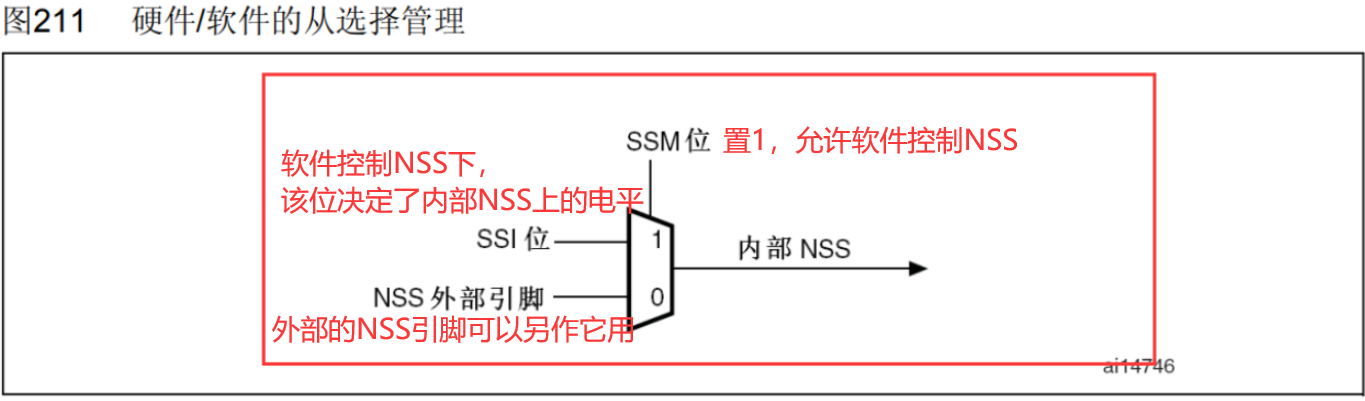 图211 硬件/软件的从选择管理
SSM 位 置1，允许软件控制NSS
软件控制NSS下，
该位决定了内部NSS上的电平
SSI 位 1 内部 NSS
NSS 外部引脚 0
外部的NSS引脚可以另作它用
ai14746